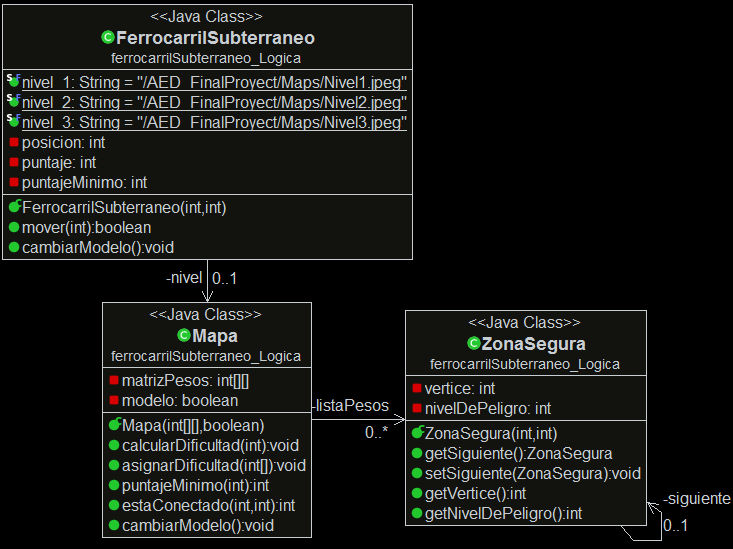 <<Java Class>>
FerrocarrilSubterraneo
ferrocarrilSubterraneo_Logica
nivel_1: String = "/AED_FinalProyect/Maps/Nivel1.jpeg"
nivel_2: String = "/AED_FinalProyect/Maps/Nivel2.jpeg"
nivel_3: String = "/AED_FinalProyect/Maps/Nivel3.jpeg"
posicion: int
puntaje: int
puntajeMinimo: int
FerrocarrilSubterraneo(int,int)
mover(int):boolean
cambiarModelo():void
-nivel 0..1
<<Java Class>>
Mapa
ferrocarrilSubterraneo_Logica
matrizPesos: int[][]
modelo: boolean
Mapa(int[][],boolean)
calcularDificultad(int):void
asignarDificultad(int[]):void
puntajeMinimo(int):int
estaConectado(int,int):int
cambiarModelo():void
-listaPesos
0..*
<<Java Class>>
ZonaSegura
ferrocarrilSubterraneo_Logica
vertice: int
nivelDePeligro: int
ZonaSegura(int,int)
getSiguiente():ZonaSegura
setSiguiente(ZonaSegura):void
getVertice():int
getNivelDePeligro():int
-siguiente
0..1